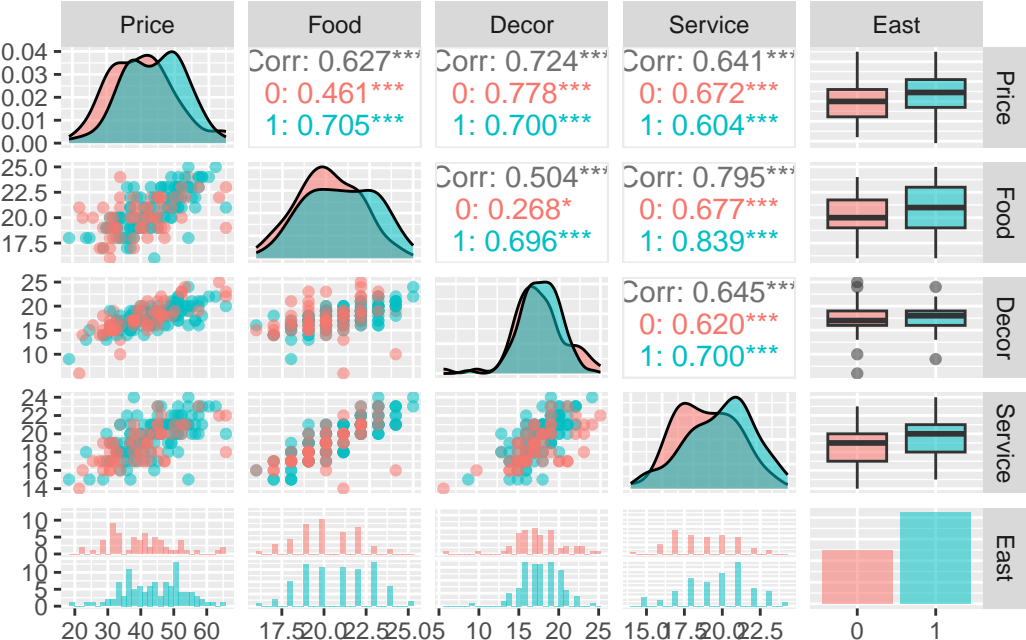 Price Food Decor Service East
0.04
0.03
0.02
0.01
0.00
Corr: 0.627***
0: 0.461***
1: 0.705***
Corr: 0.724***
0: 0.778***
1: 0.700***
Corr: 0.641***
0: 0.672***
1: 0.604***
Price
25.0
22.5
20.0
17.5
Corr: 0.504***
0: 0.268*
1: 0.696***
Corr: 0.795***
0: 0.677***
1: 0.839***
Food
25
20
15
10
Corr: 0.645***
0: 0.620***
1: 0.700***
Decor
24
22
20
18
16
14
Service
10
5
0
10
5
0
East
20 30 40 50 60 17.5 20.0 22.5 25.0 5 10 15 20 25 15.0 17.5 20.0 22.5 0 1